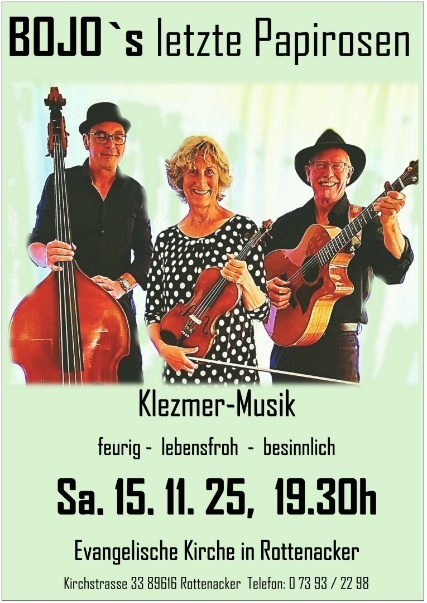 BOJO`s letzte Papirosen
Klezmer-Musik
feurig - lebensfroh - besinnlich
Sa. 15. 11. 25, 19.30h
Evangelische Kirche in Rottenacker
Kirchstrasse 33 89616 Rottenacker Telefon: 0 73 93 / 22 98